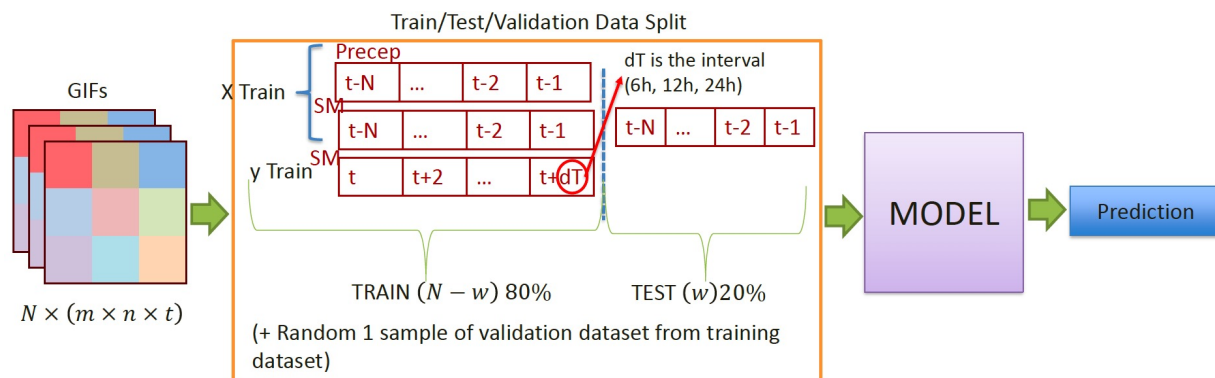 Train/Test/Validation Data Split
GIFs
N × (m × n × t)
Precep
X Train
t-N ... t-2 t-1
SM
t-N ... t-2 t-1
SM
y Train
t t+2 ... t+dT
dT is the interval
(6h, 12h, 24h)
t-N ... t-2 t-1
TRAIN (N − w) 80%
TEST (w)20%
(+ Random 1 sample of validation dataset from training
dataset)
MODEL
Prediction